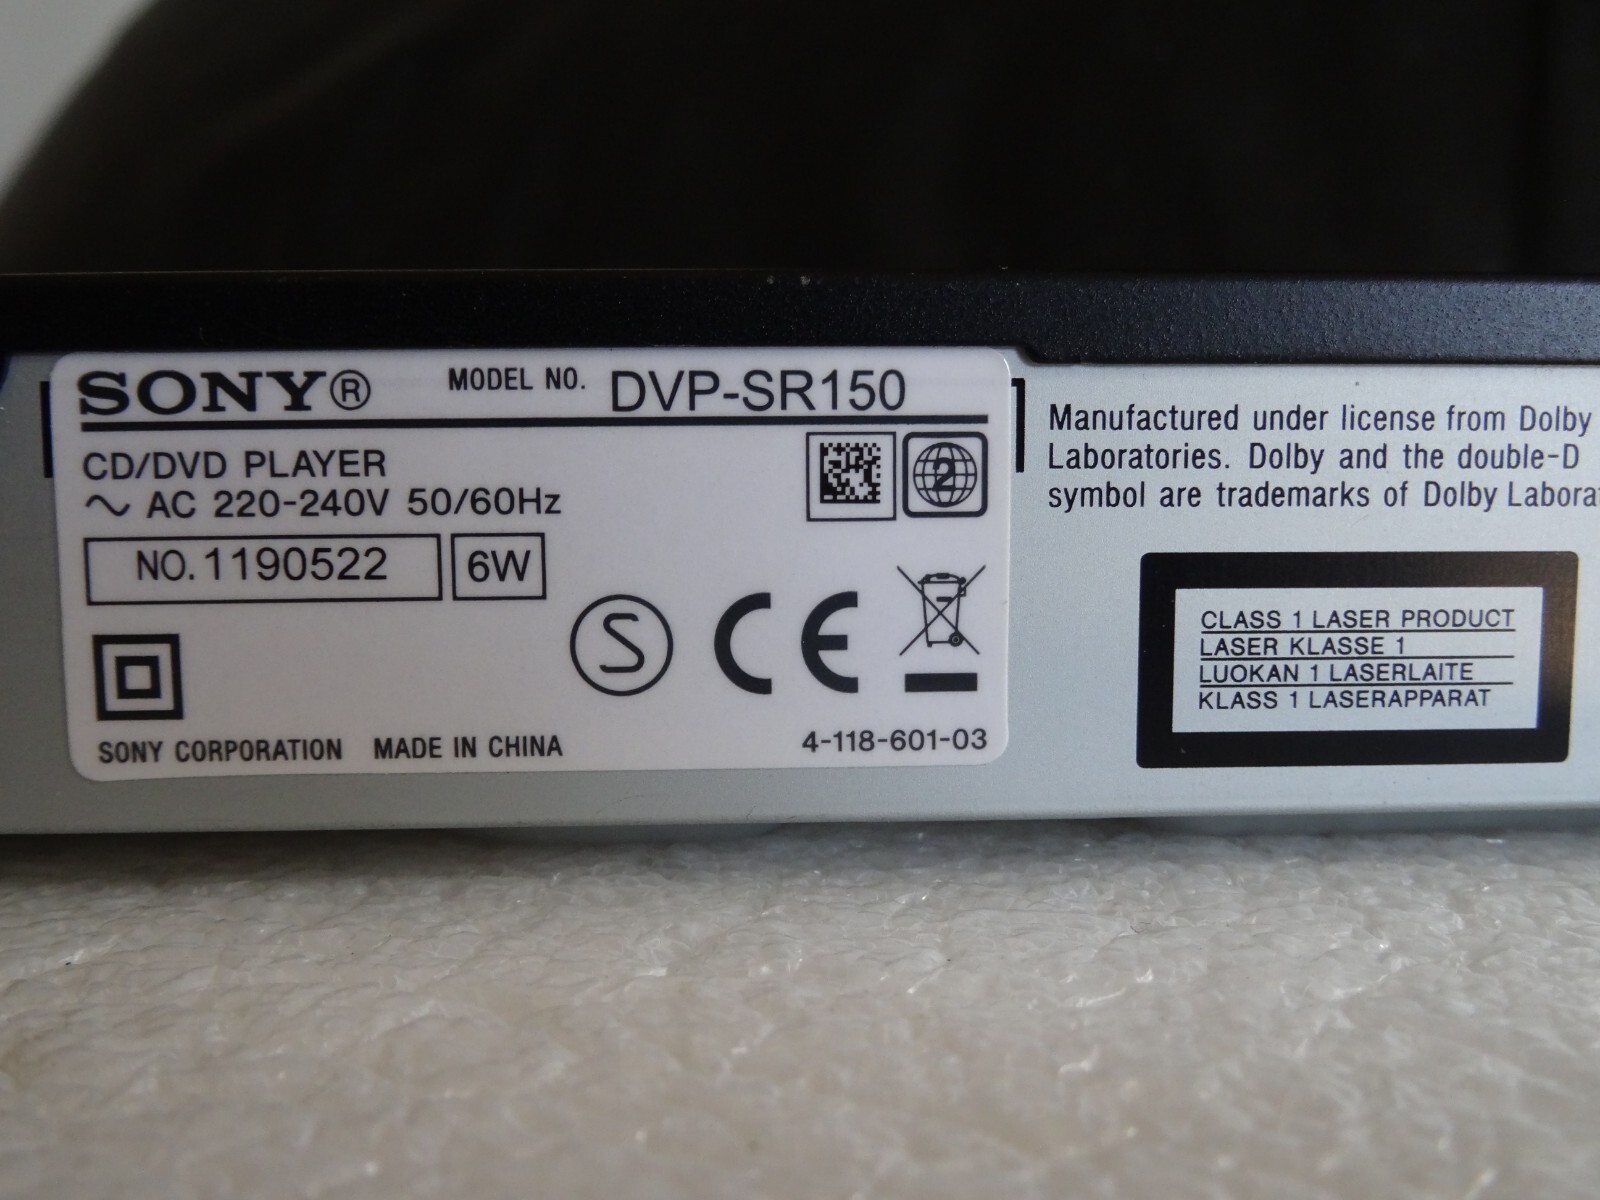 SONY® MODEL NO. DVP-SR150
CD/DVD PLAYER
~ AC 220-240V 50/60Hz
2
NO. 1190522 6W
S CE
SONY CORPORATION MADE IN CHINA 4-118-601-03
Manufactured under license from Dolby
Laboratories. Dolby and the double-D
symbol are trademarks of Dolby Labora
CLASS 1 LASER PRODUCT
LASER KLASSE 1
LUOKAN 1 LASERLAITE
KLASS 1 LASERAPPARAT